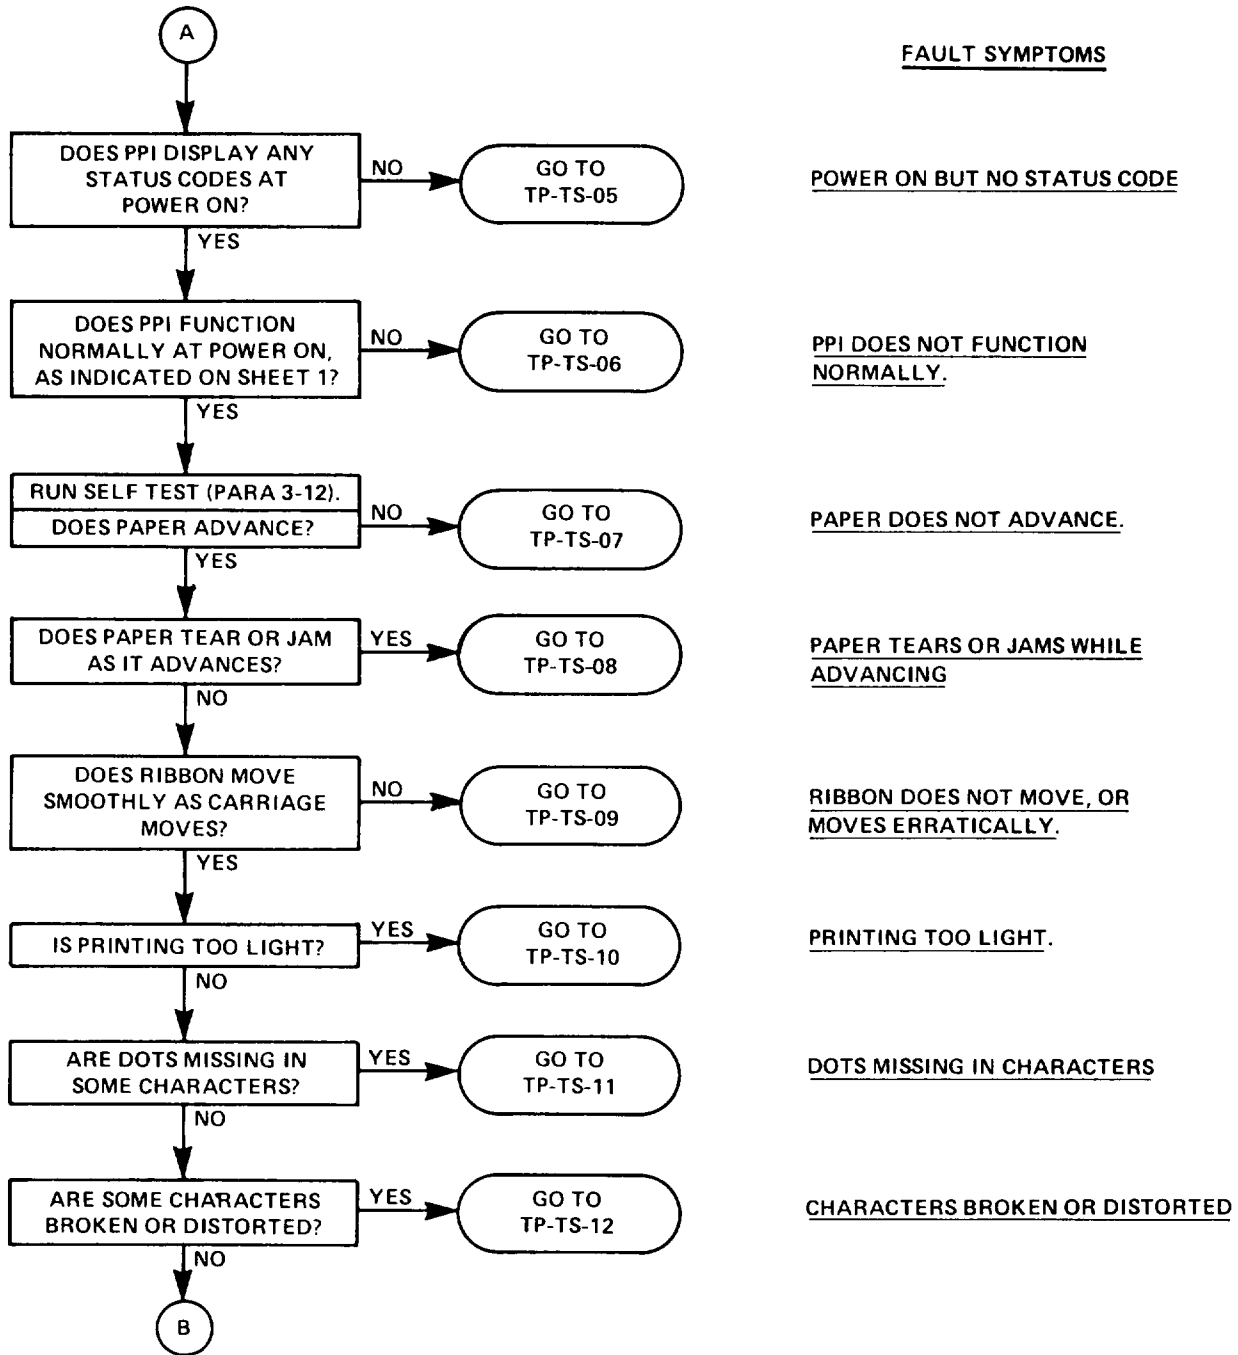 A
FAULT SYMPTOMS
DOES PPI DISPLAY ANY
STATUS CODES AT
POWER ON?
NO
GO TO
TP-TS-05
POWER ON BUT NO STATUS CODE
YES
DOES PPI FUNCTION
NORMALLY AT POWER ON,
AS INDICATED ON SHEET 1?
NO
GO TO
TP-TS-06
PPI DOES NOT FUNCTION
NORMALLY.
YES
RUN SELF TEST (PARA 3-12).
DOES PAPER ADVANCE?
NO
GO TO
TP-TS-07
PAPER DOES NOT ADVANCE.
YES
DOES PAPER TEAR OR JAM
AS IT ADVANCES?
YES
GO TO
TP-TS-08
PAPER TEARS OR JAMS WHILE
ADVANCING
NO
DOES RIBBON MOVE
SMOOTHLY AS CARRIAGE
MOVES?
NO
GO TO
TP-TS-09
RIBBON DOES NOT MOVE, OR
MOVES ERRATICALLY.
YES
IS PRINTING TOO LIGHT?
YES
GO TO
TP-TS-10
PRINTING TOO LIGHT.
NO
ARE DOTS MISSING IN
SOME CHARACTERS?
YES
GO TO
TP-TS-11
DOTS MISSING IN CHARACTERS
NO
ARE SOME CHARACTERS
BROKEN OR DISTORTED?
YES
GO TO
TP-TS-12
CHARACTERS BROKEN OR DISTORTED
NO
B